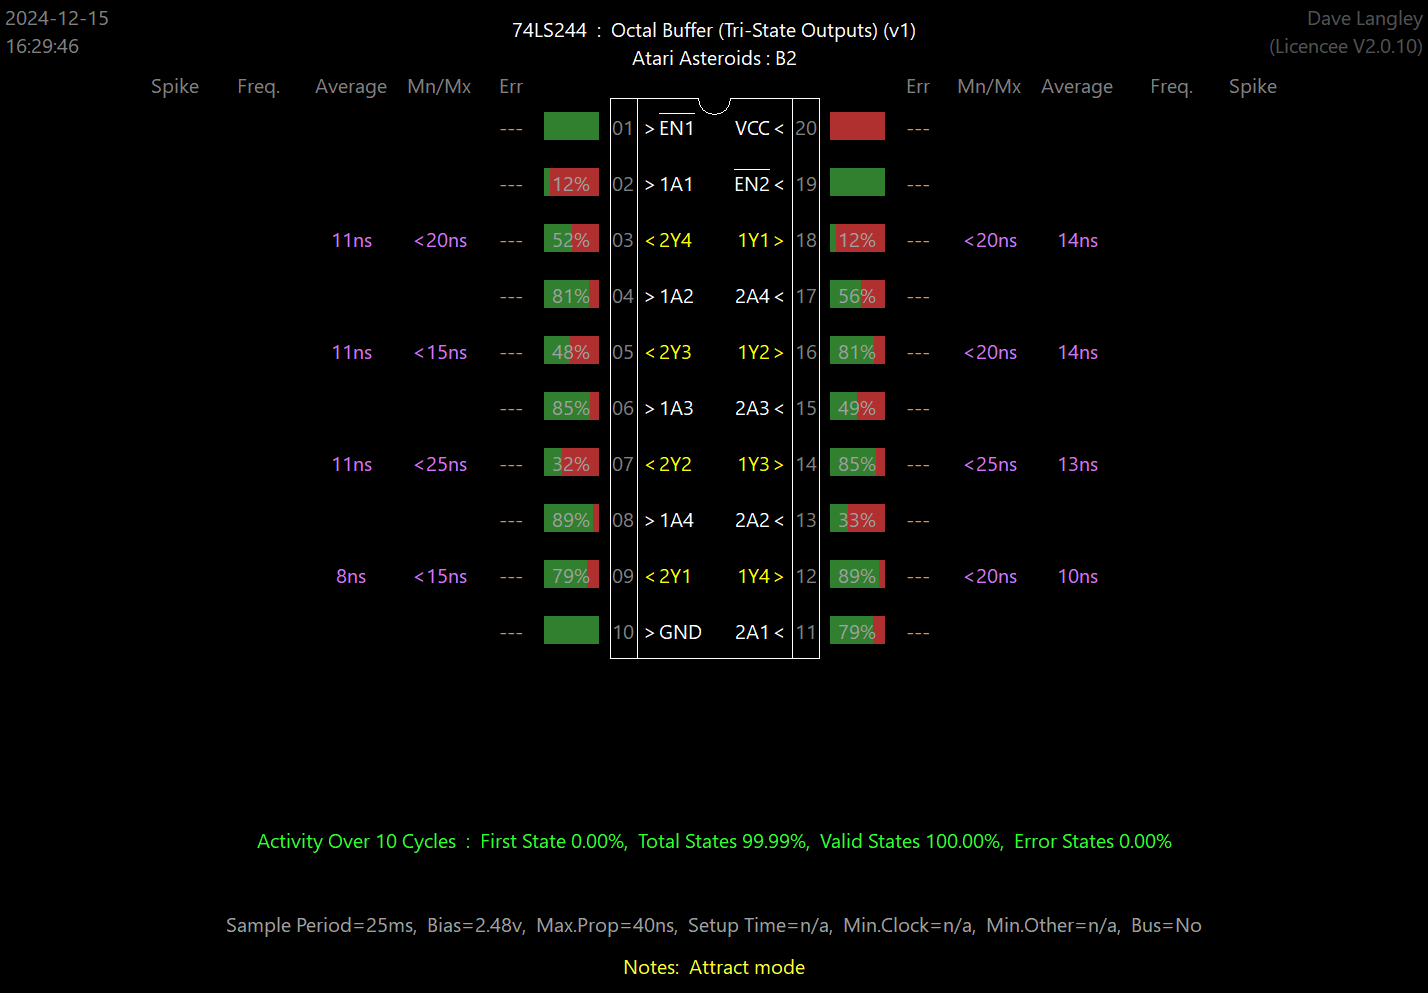 2024-12-15 74LS244 : Octal Buffer (Tri-State Outputs) (v1) Dave Langley
16:29:46 Atari Asteroids : B2 (Licencee V2.0.10)
Spike Freq. Average Mn/Mx Err Err Mn/Mx Average Freq. Spike
--- 01 > EN1 VCC < 20 ---
--- 12% 02 > 1A1 EN2 < 19 ---
11ns <20ns --- 52% 03 < 2Y4 1Y1 > 18 12% --- <20ns 14ns
--- 81% 04 > 1A2 2A4 < 17 56% ---
11ns <15ns --- 48% 05 < 2Y3 1Y2 > 16 81% --- <20ns 14ns
--- 85% 06 > 1A3 2A3 < 15 49% ---
11ns <25ns --- 32% 07 < 2Y2 1Y3 > 14 85% --- <25ns 13ns
--- 89% 08 > 1A4 2A2 < 13 33% ---
8ns <15ns --- 79% 09 < 2Y1 1Y4 > 12 89% --- <20ns 10ns
--- 10 > GND 2A1 < 11 79% ---
Activity Over 10 Cycles : First State 0.00%, Total States 99.99%, Valid States 100.00%, Error States 0.00%
Sample Period=25ms, Bias=2.48v, Max.Prop=40ns, Setup Time=n/a, Min.Clock=n/a, Min.Other=n/a, Bus=No
Notes: Attract mode